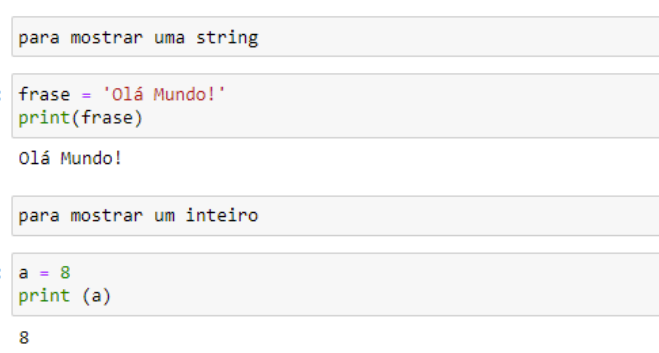 para mostrar uma string
frase = 'Olá Mundo!'
print(frase)
Olá Mundo!
para mostrar um inteiro
a = 8
print (a)
8